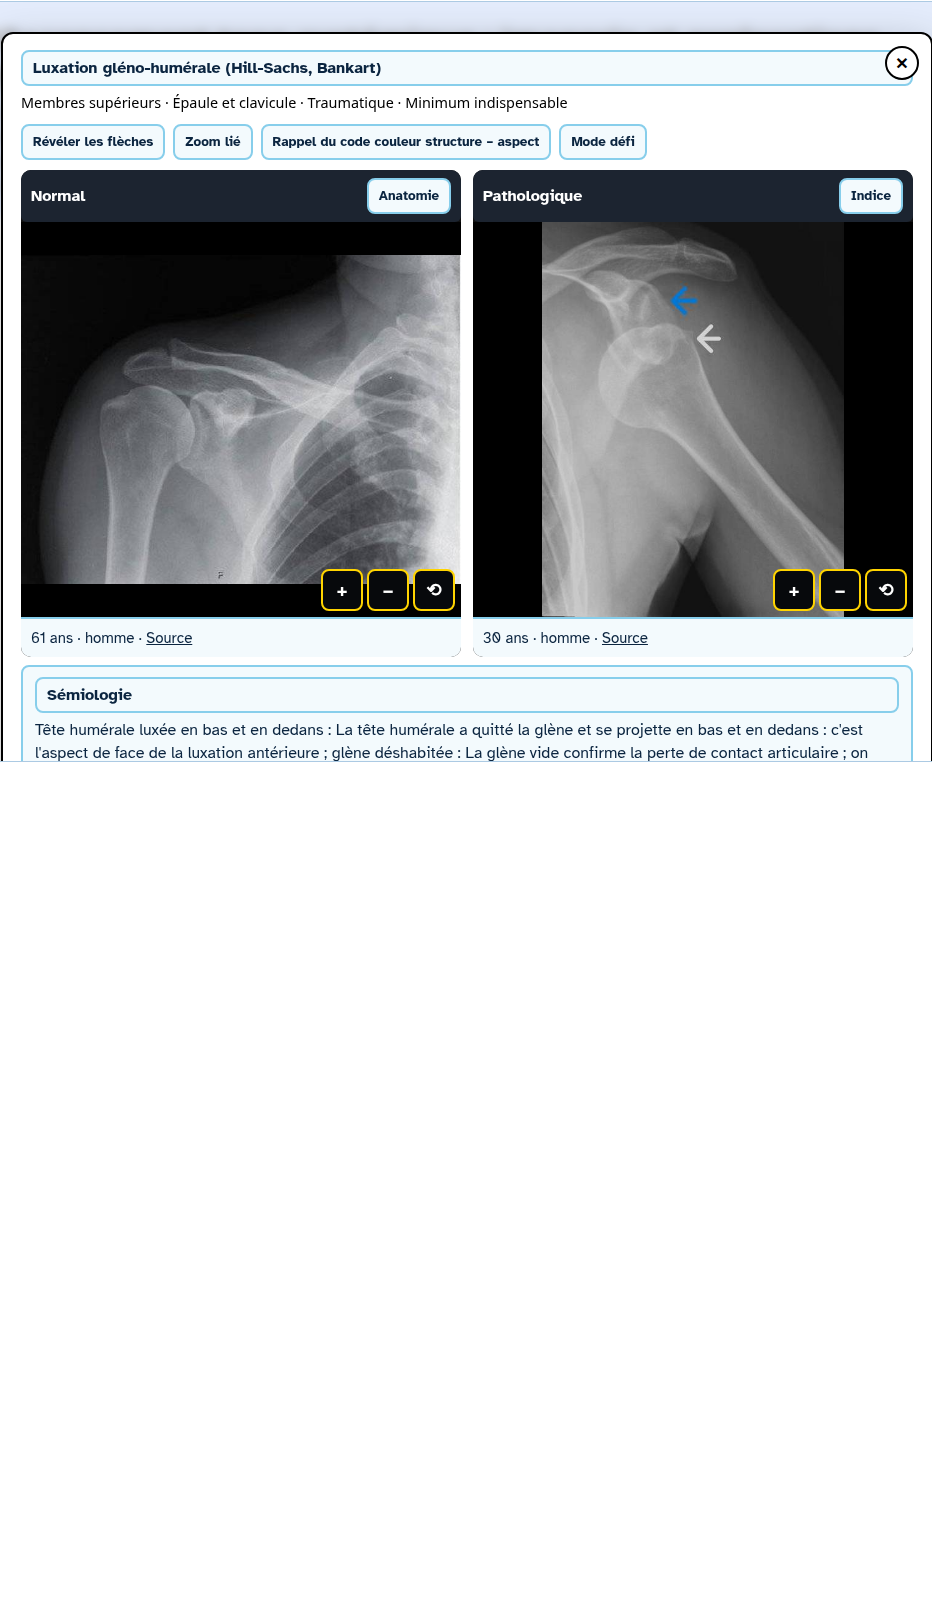 Luxation gléno-humérale (Hill-Sachs, Bankart)
Membres supérieurs · Épaule et clavicule · Traumatique · Minimum indispensable
Révéler les flèches
Zoom lié
Rappel du code couleur structure – aspect
Mode défi
Normal
Anatomie
Pathologique
Indice
61 ans · homme · Source
30 ans · homme · Source
Sémiologie
Tête humérale luxée en bas et en dedans : La tête humérale a quitté la glène et se projette en bas et en dedans : c'est
l'aspect de face de la luxation antérieure ; glène déshabitée : La glène vide confirme la perte de contact articulaire ; on